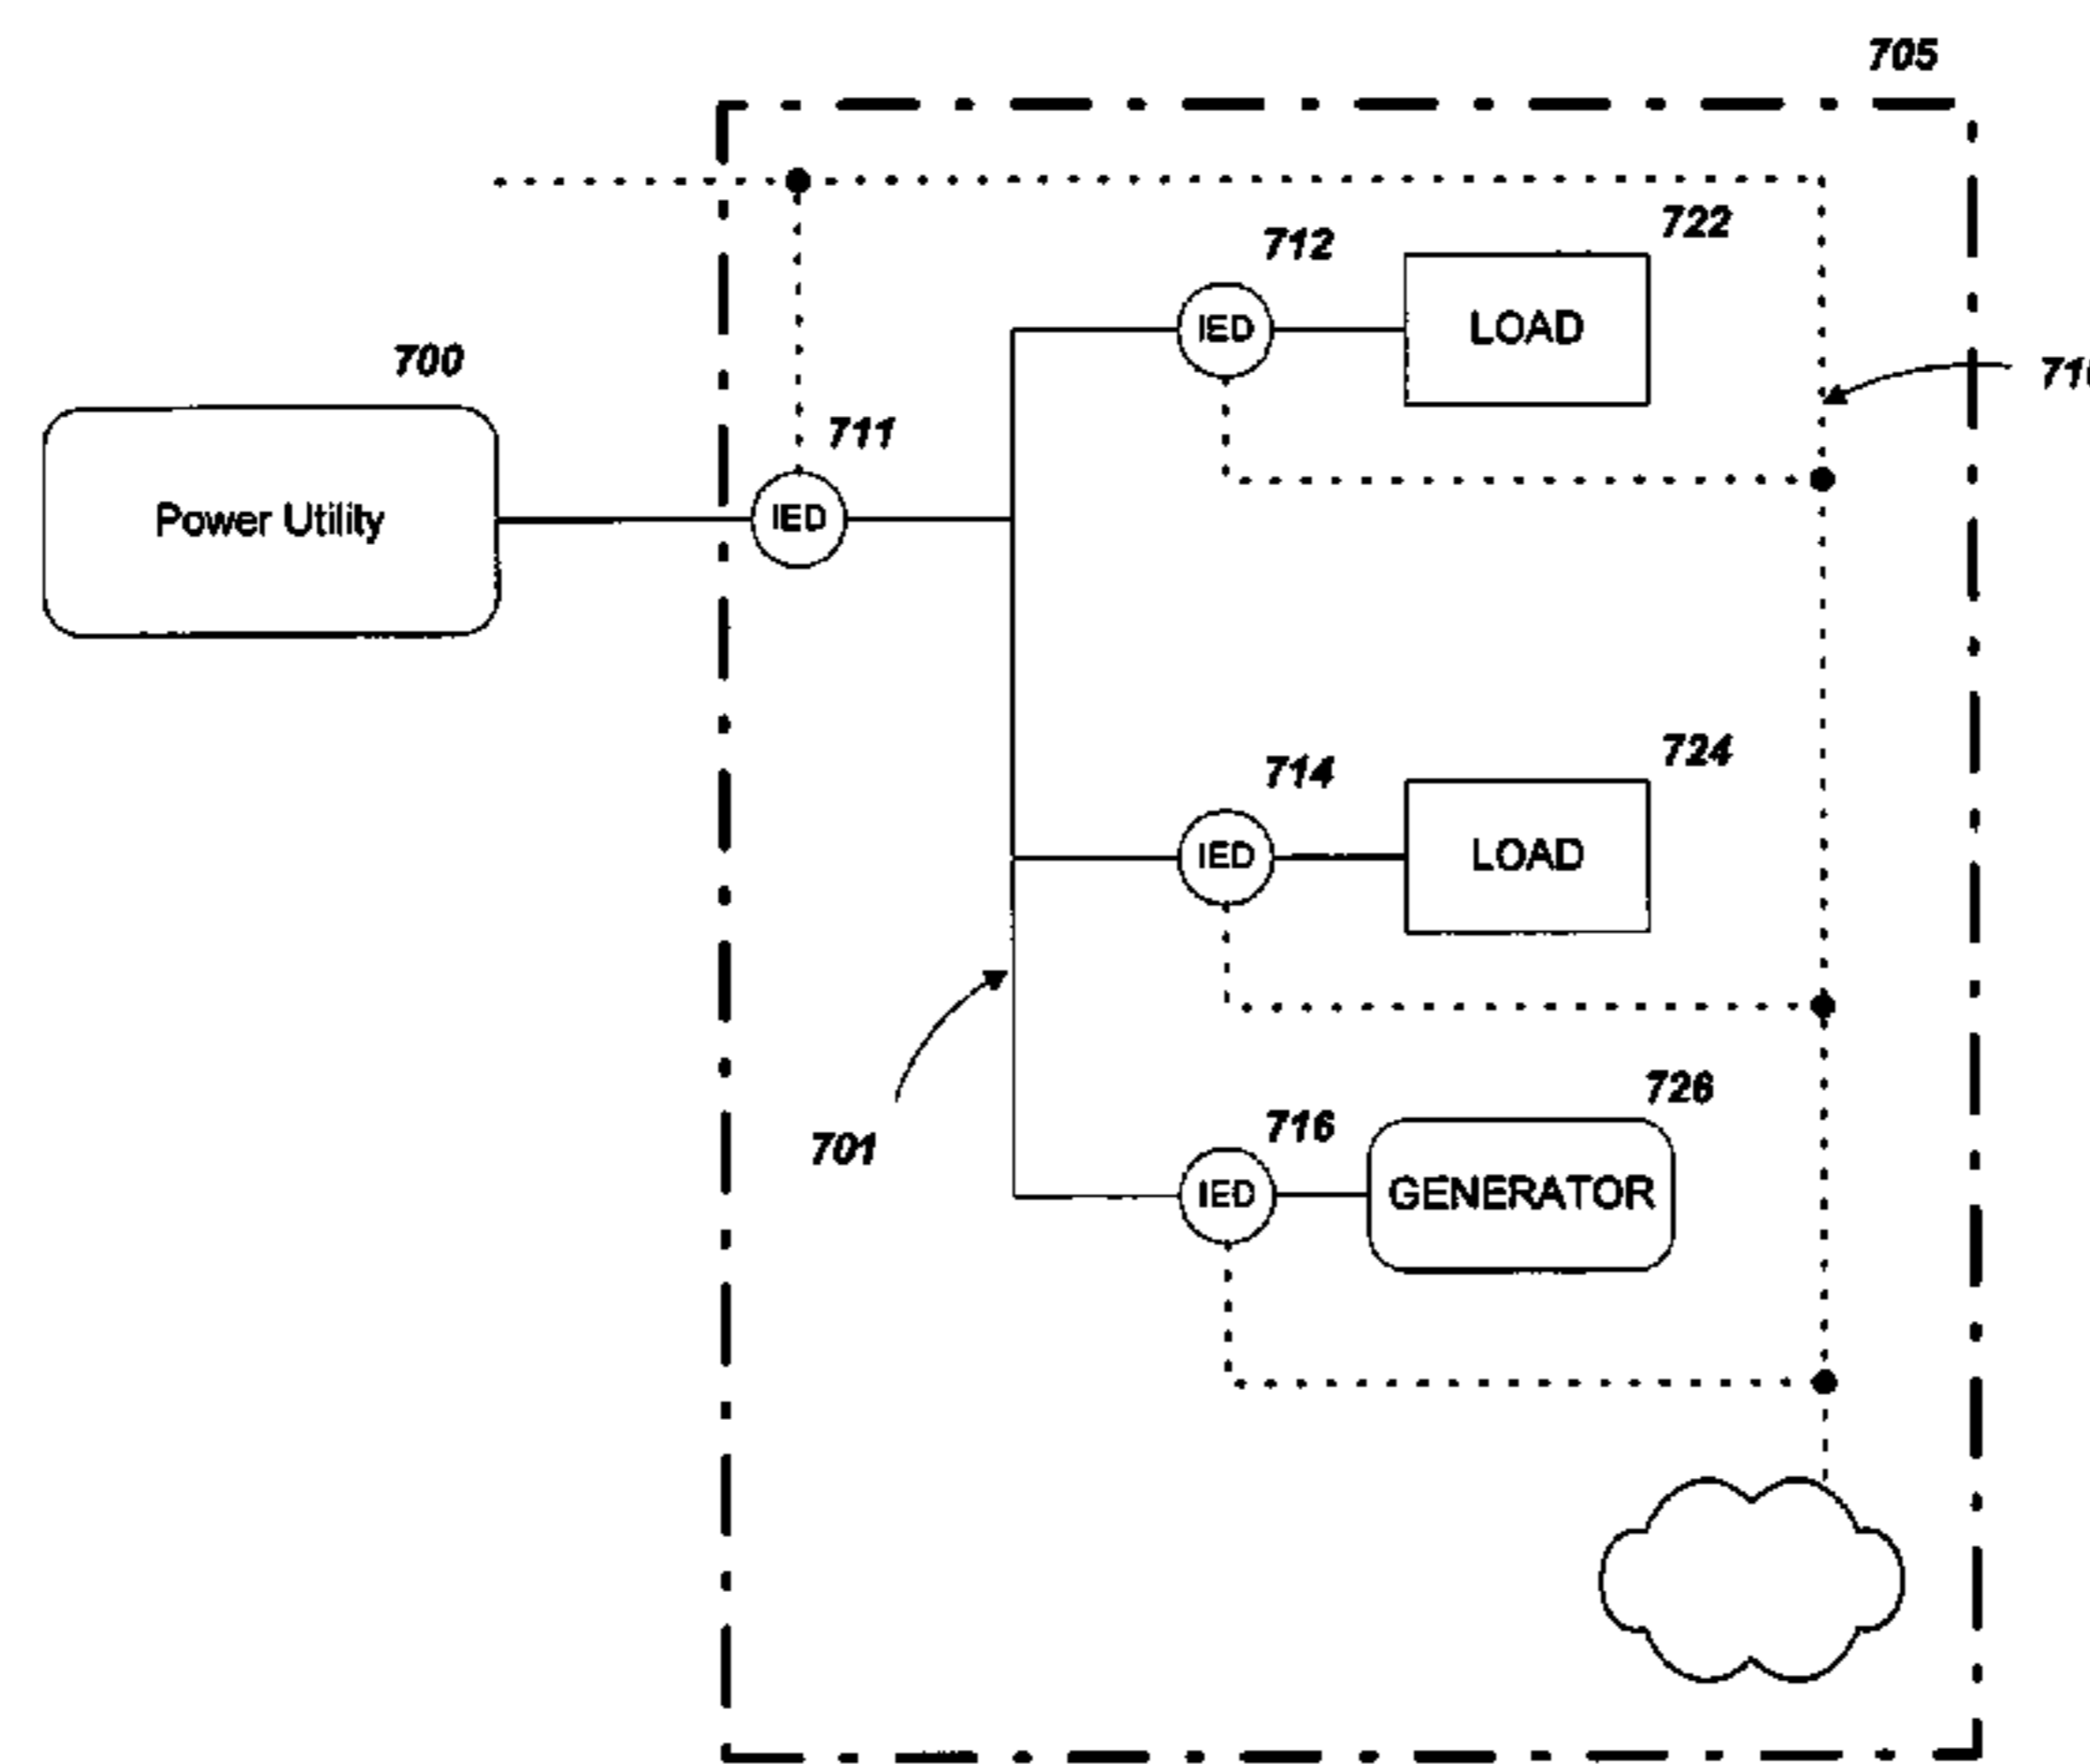 705
722
712
LOAD
700
711
Power Utility
IED
IED
724
714
IED
LOAD
726
716
701
IED
GENERATOR